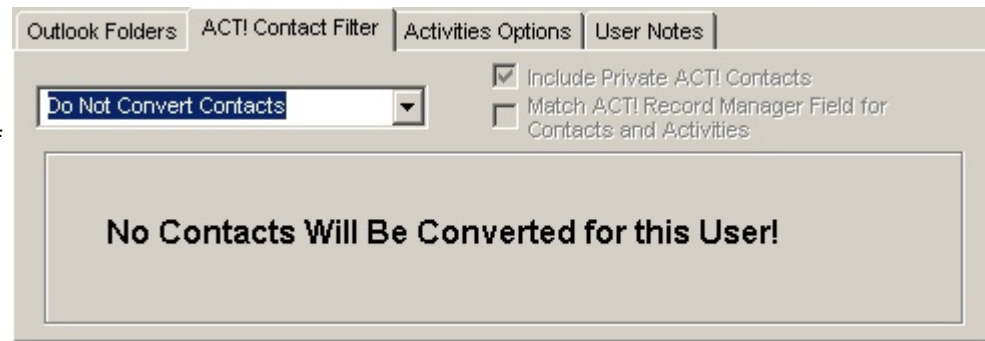 Outlook Folders ACT! Contact Filter Activities Options User Notes
Do Not Convert Contacts
Include Private ACT! Contacts
Match ACT! Record Manager Field for
Contacts and Activities
No Contacts Will Be Converted for this User!